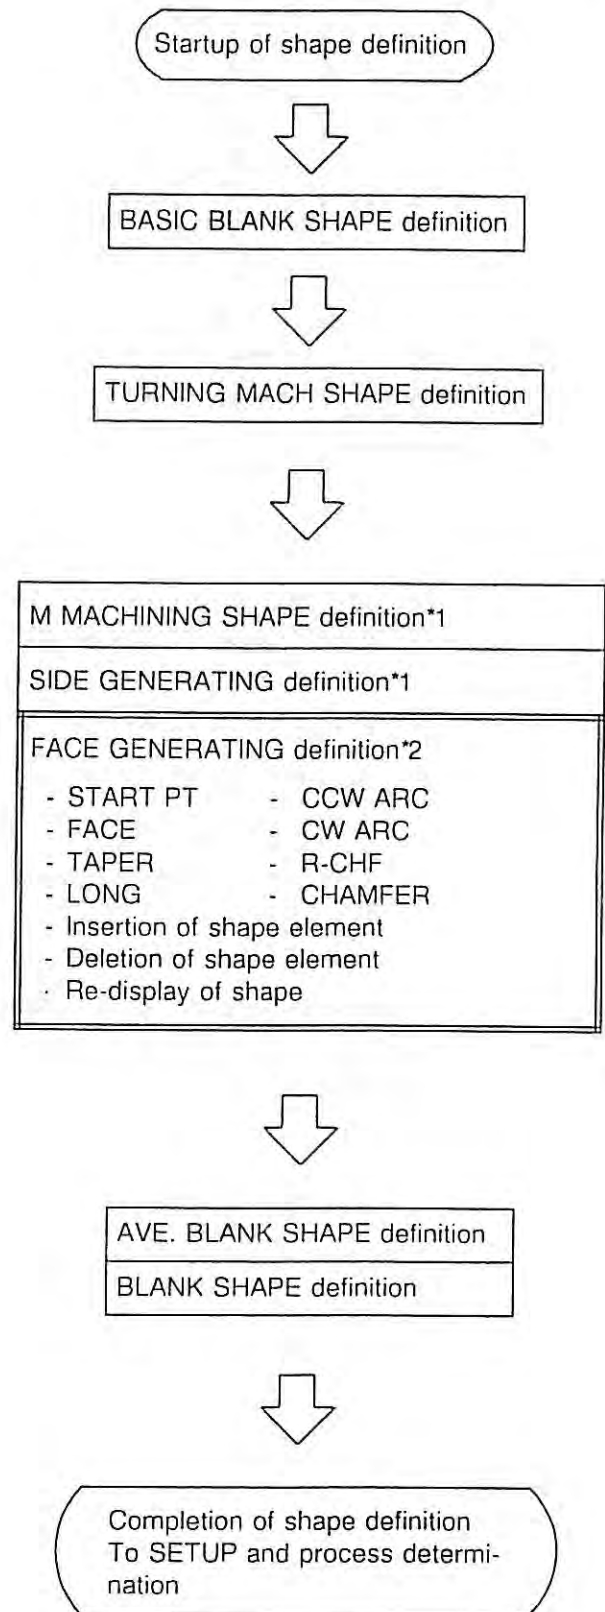 Startup of shape definition
BASIC BLANK SHAPE definition
TURNING MACH SHAPE definition
M MACHINING SHAPE definition*1
SIDE GENERATING definition*1
FACE GENERATING definition*2
- START PT - CCW ARC
- FACE - CW ARC
- TAPER - R-CHF
- LONG - CHAMFER
- Insertion of shape element
- Deletion of shape element
- Re-display of shape
AVE. BLANK SHAPE definition
BLANK SHAPE definition
Completion of shape definition
To SETUP and process determi-
nation